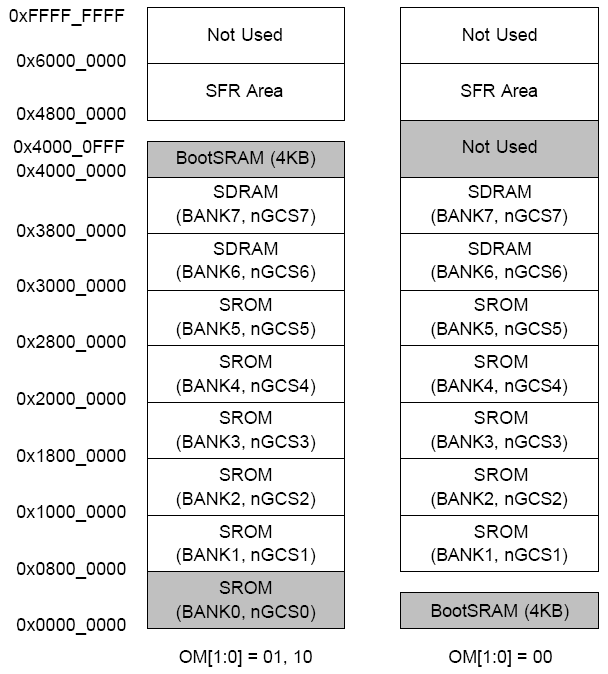 0xFFFF_FFFF
Not Used
Not Used
0x6000_0000
SFR Area
SFR Area
0x4800_0000
0x4000_0FFF
BootSRAM (4KB)
Not Used
0x4000_0000
SDRAM
(BANK7, nGCS7)
SDRAM
(BANK7, nGCS7)
0x3800_0000
SDRAM
(BANK6, nGCS6)
SDRAM
(BANK6, nGCS6)
0x3000_0000
SROM
(BANK5, nGCS5)
SROM
(BANK5, nGCS5)
0x2800_0000
SROM
(BANK4, nGCS4)
SROM
(BANK4, nGCS4)
0x2000_0000
SROM
(BANK3, nGCS3)
SROM
(BANK3, nGCS3)
0x1800_0000
SROM
(BANK2, nGCS2)
SROM
(BANK2, nGCS2)
0x1000_0000
SROM
(BANK1, nGCS1)
SROM
(BANK1, nGCS1)
0x0800_0000
SROM
(BANK0, nGCS0)
BootSRAM (4KB)
0x0000_0000
OM[1:0] = 01, 10
OM[1:0] = 00